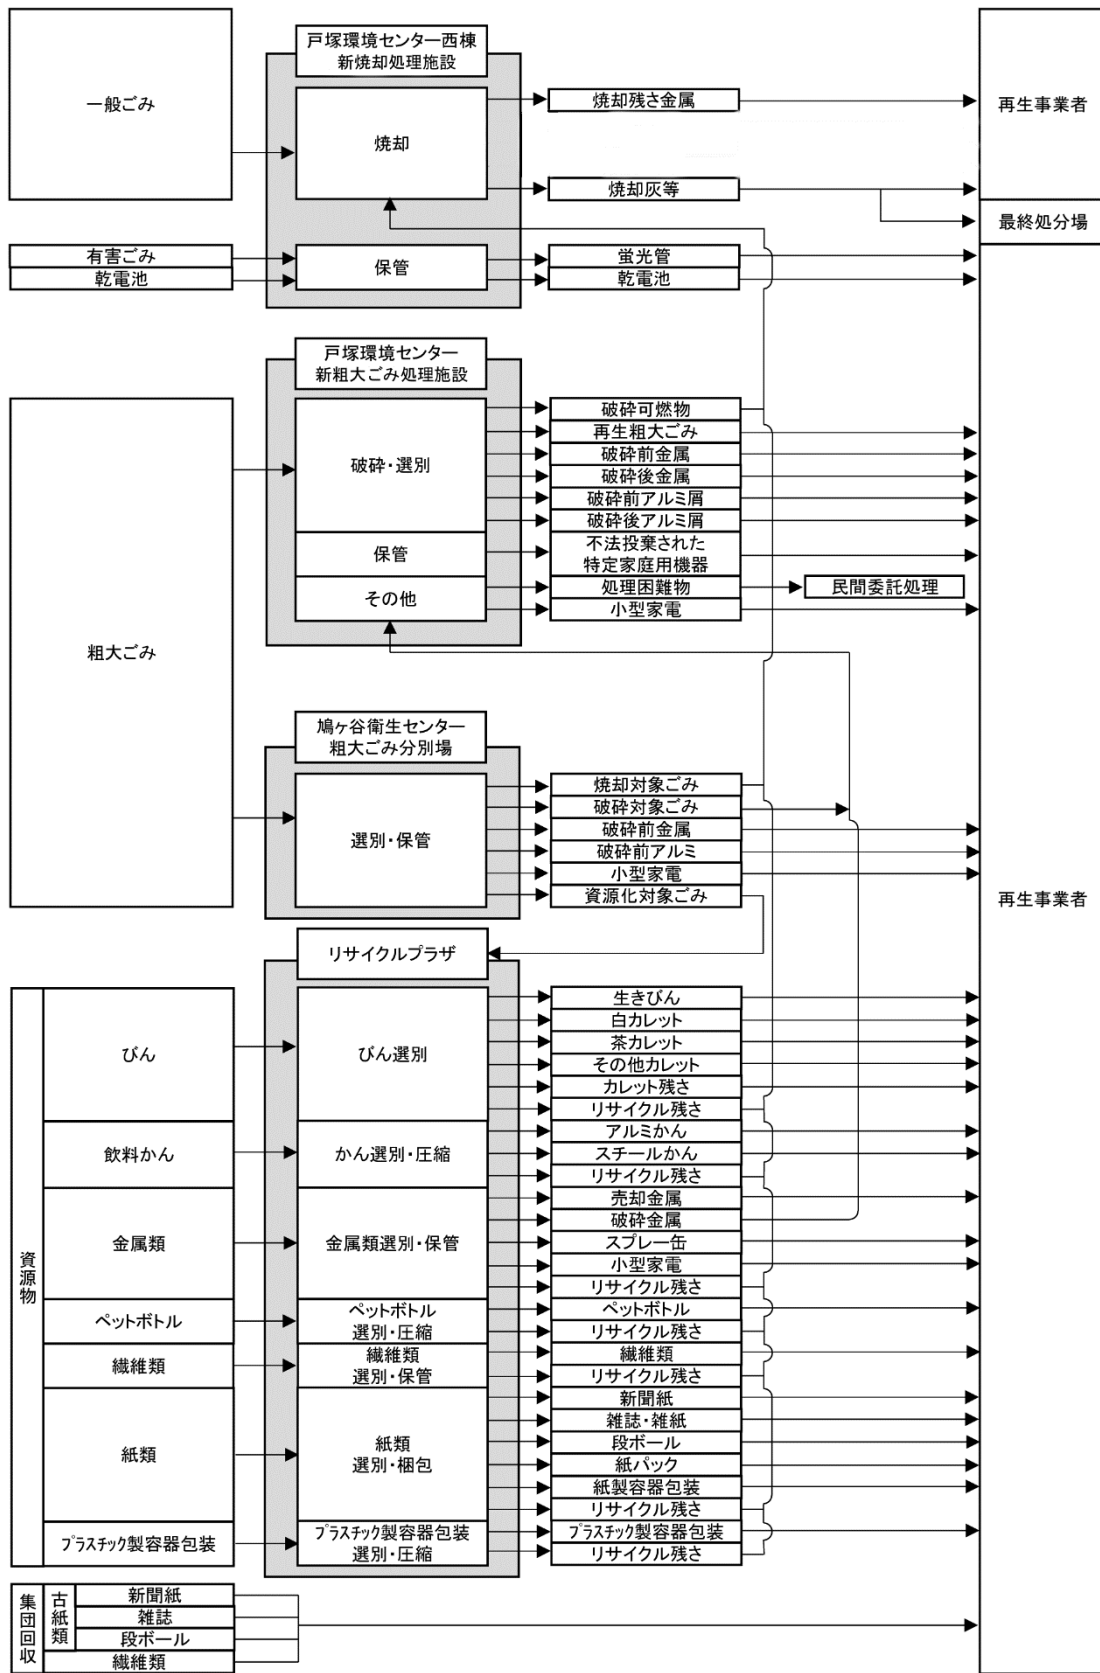 一般ごみ
戸塚環境センター西棟
新焼却処理施設
焼却
焼却残さ金属
焼却灰等
再生事業者
最終処分場
有害ごみ
乾電池
保管
蛍光管
乾電池
戸塚環境センター
新粗大ごみ処理施設
粗大ごみ
破砕・選別
保管
その他
破砕可燃物
再生粗大ごみ
破砕前金属
破砕後金属
破砕前アルミ屑
破砕後アルミ屑
不法投棄された
特定家庭用機器
処理困難物
小型家電
民間委託処理
鳩ヶ谷衛生センター
粗大ごみ分別場
選別・保管
焼却対象ごみ
破砕対象ごみ
破砕前金属
破砕前アルミ
小型家電
資源化対象ごみ
再生事業者
リサイクルプラザ
資源物
びん
びん選別
生きびん
白カレット
茶カレット
その他カレット
カレット残さ
リサイクル残さ
飲料かん
かん選別・圧縮
アルミかん
スチールかん
リサイクル残さ
金属類
金属類選別・保管
売却金属
破砕金属
スプレー缶
小型家電
リサイクル残さ
ペットボトル
ペットボトル
選別・圧縮
ペットボトル
リサイクル残さ
繊維類
繊維類
選別・保管
繊維類
リサイクル残さ
紙類
紙類
選別・梱包
新聞紙
雑誌・雑紙
段ボール
紙パック
紙製容器包装
リサイクル残さ
プラスチック製容器包装
プラスチック製容器包装
選別・圧縮
プラスチック製容器包装
リサイクル残さ
集団回収
古紙類
新聞紙
雑誌
段ボール
繊維類